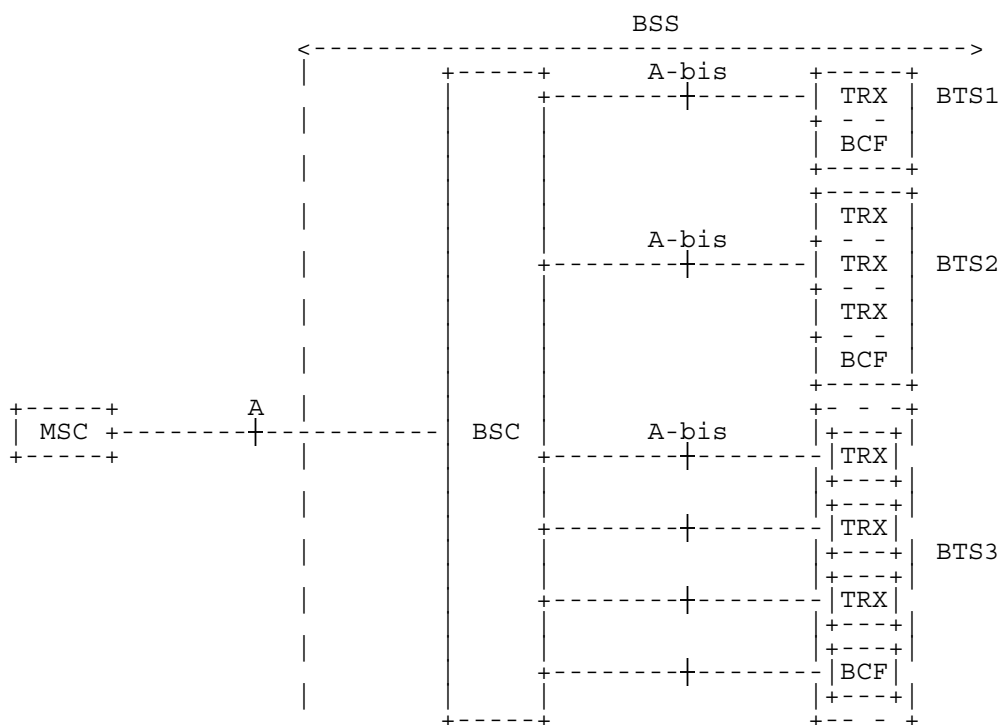 BSS
A-bis
TRX BTS1
BCF
TRX
A-bis
TRX BTS2
TRX
BCF
A
MSC BSC A-bis
TRX
TRX
BTS3
TRX
BCF